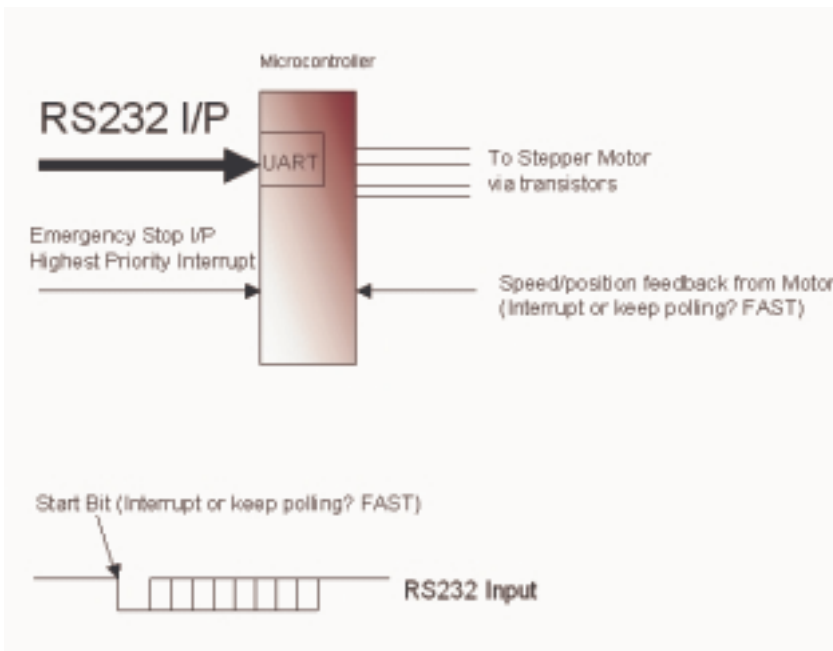 Microcontroller
RS232 I/P
UART
To Stepper Motor
via transistors
Emergency Stop I/P
Highest Priority Interrupt
Speed/position feedback from Motor
(Interrupt or keep polling? FAST)
Start Bit (Interrupt or keep polling? FAST)
RS232 Input